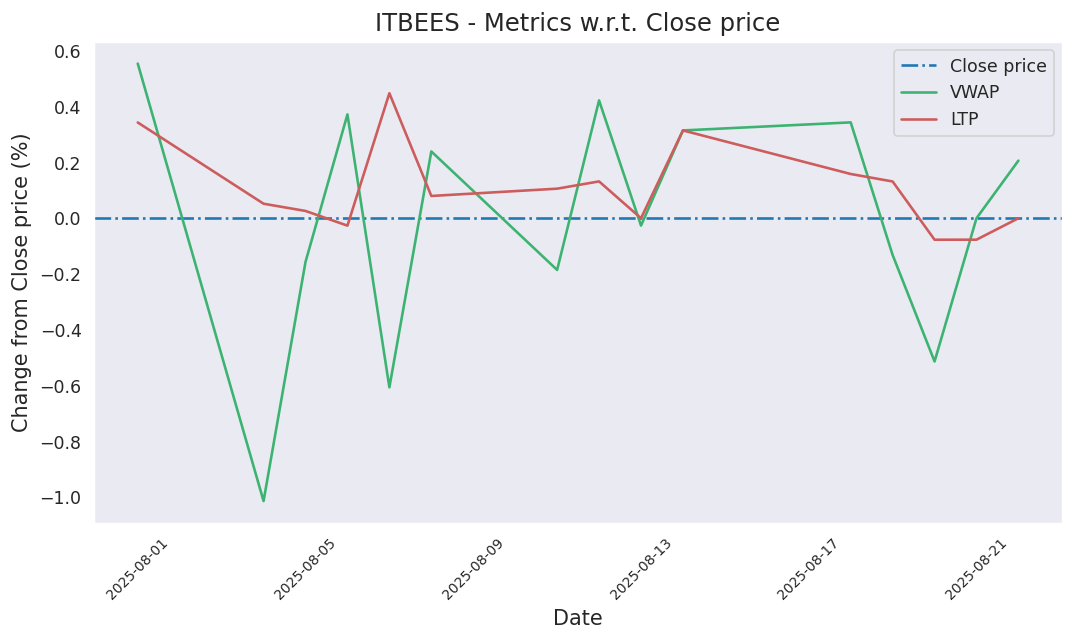 ITBEES - Metrics w.r.t. Close price
Change from Close price (%)
0.6
0.4
0.2
0.0
−0.2
−0.4
−0.6
−0.8
−1.0
Close price
VWAP
LTP
2025-08-01
2025-08-05
2025-08-09
2025-08-13
2025-08-17
2025-08-21
Date